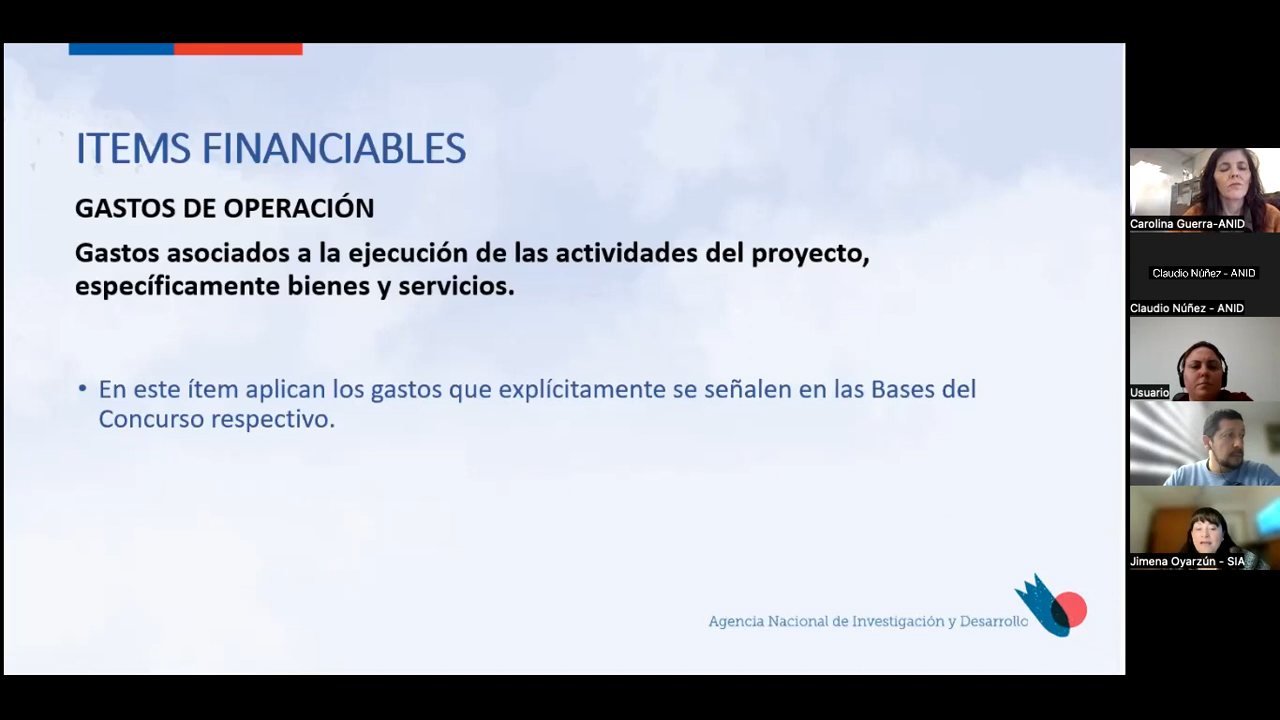 ITEMS FINANCIABLES
GASTOS DE OPERACIÓN
Gastos asociados a la ejecución de las actividades del proyecto,
específicamente bienes y servicios.
• En este ítem aplican los gastos que explícitamente se señalen en las Bases del
Concurso respectivo.
Agencia Nacional de Investigación y Desarrollo
Carolina Guerra-ANID
Claudio Núñez - ANID
Claudio Núñez - ANID
Usuario
Jimena Oyarzún - SIA